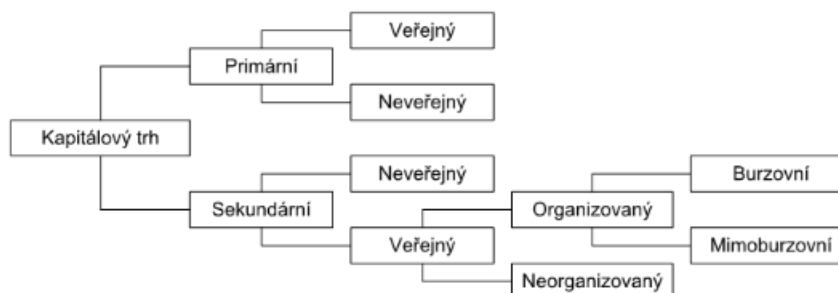 Veřejný
Primární
Neveřejný
Kapitálový trh
Neveřejný
Burzovní
Sekundární
Organizovaný
Veřejný
Mimoburzovní
Neorganizovaný